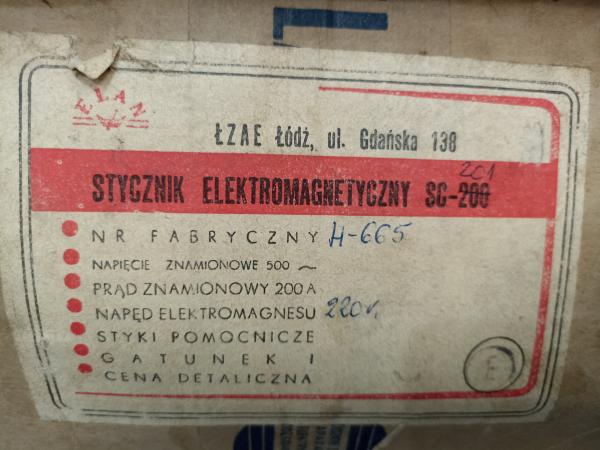 ELAN
ŁZAE Łódź, ul. Gdańska 138
201
STYCZNIK ELEKTROMAGNETYCZNY SC-200
NR FABRYCZNY H-665
NAPIĘCIE ZNAMIONOWE 500 ~
PRĄD ZNAMIONOWY 200 A
NAPĘD ELEKTROMAGNESU 220 V
STYKI POMOCNICZE
GATUNEK I
CENA DETALICZNA